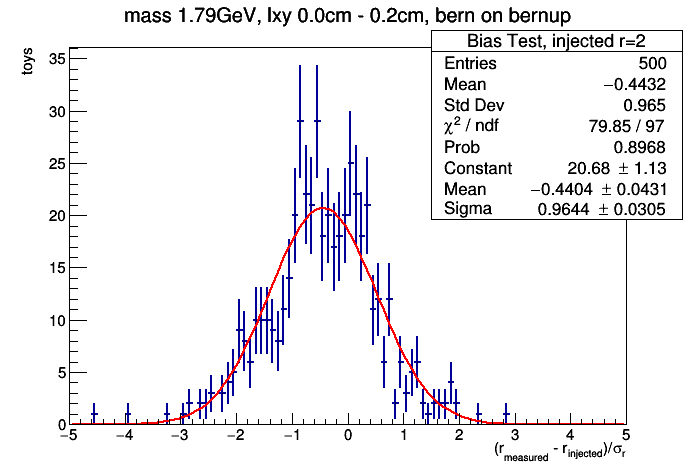 mass 1.79GeV, lxy 0.0cm - 0.2cm, bern on bernup
Bias Test, injected r=2
Entries 500
Mean −0.4432
Std Dev 0.965
χ² / ndf 79.85 / 97
Prob 0.8968
Constant 20.68 ± 1.13
Mean −0.4404 ± 0.0431
Sigma 0.9644 ± 0.0305
toys
35
30
25
20
15
10
5
0
−5 −4 −3 −2 −1 0 1 2 3 4 5
(r_measured - r_injected)/σ_r